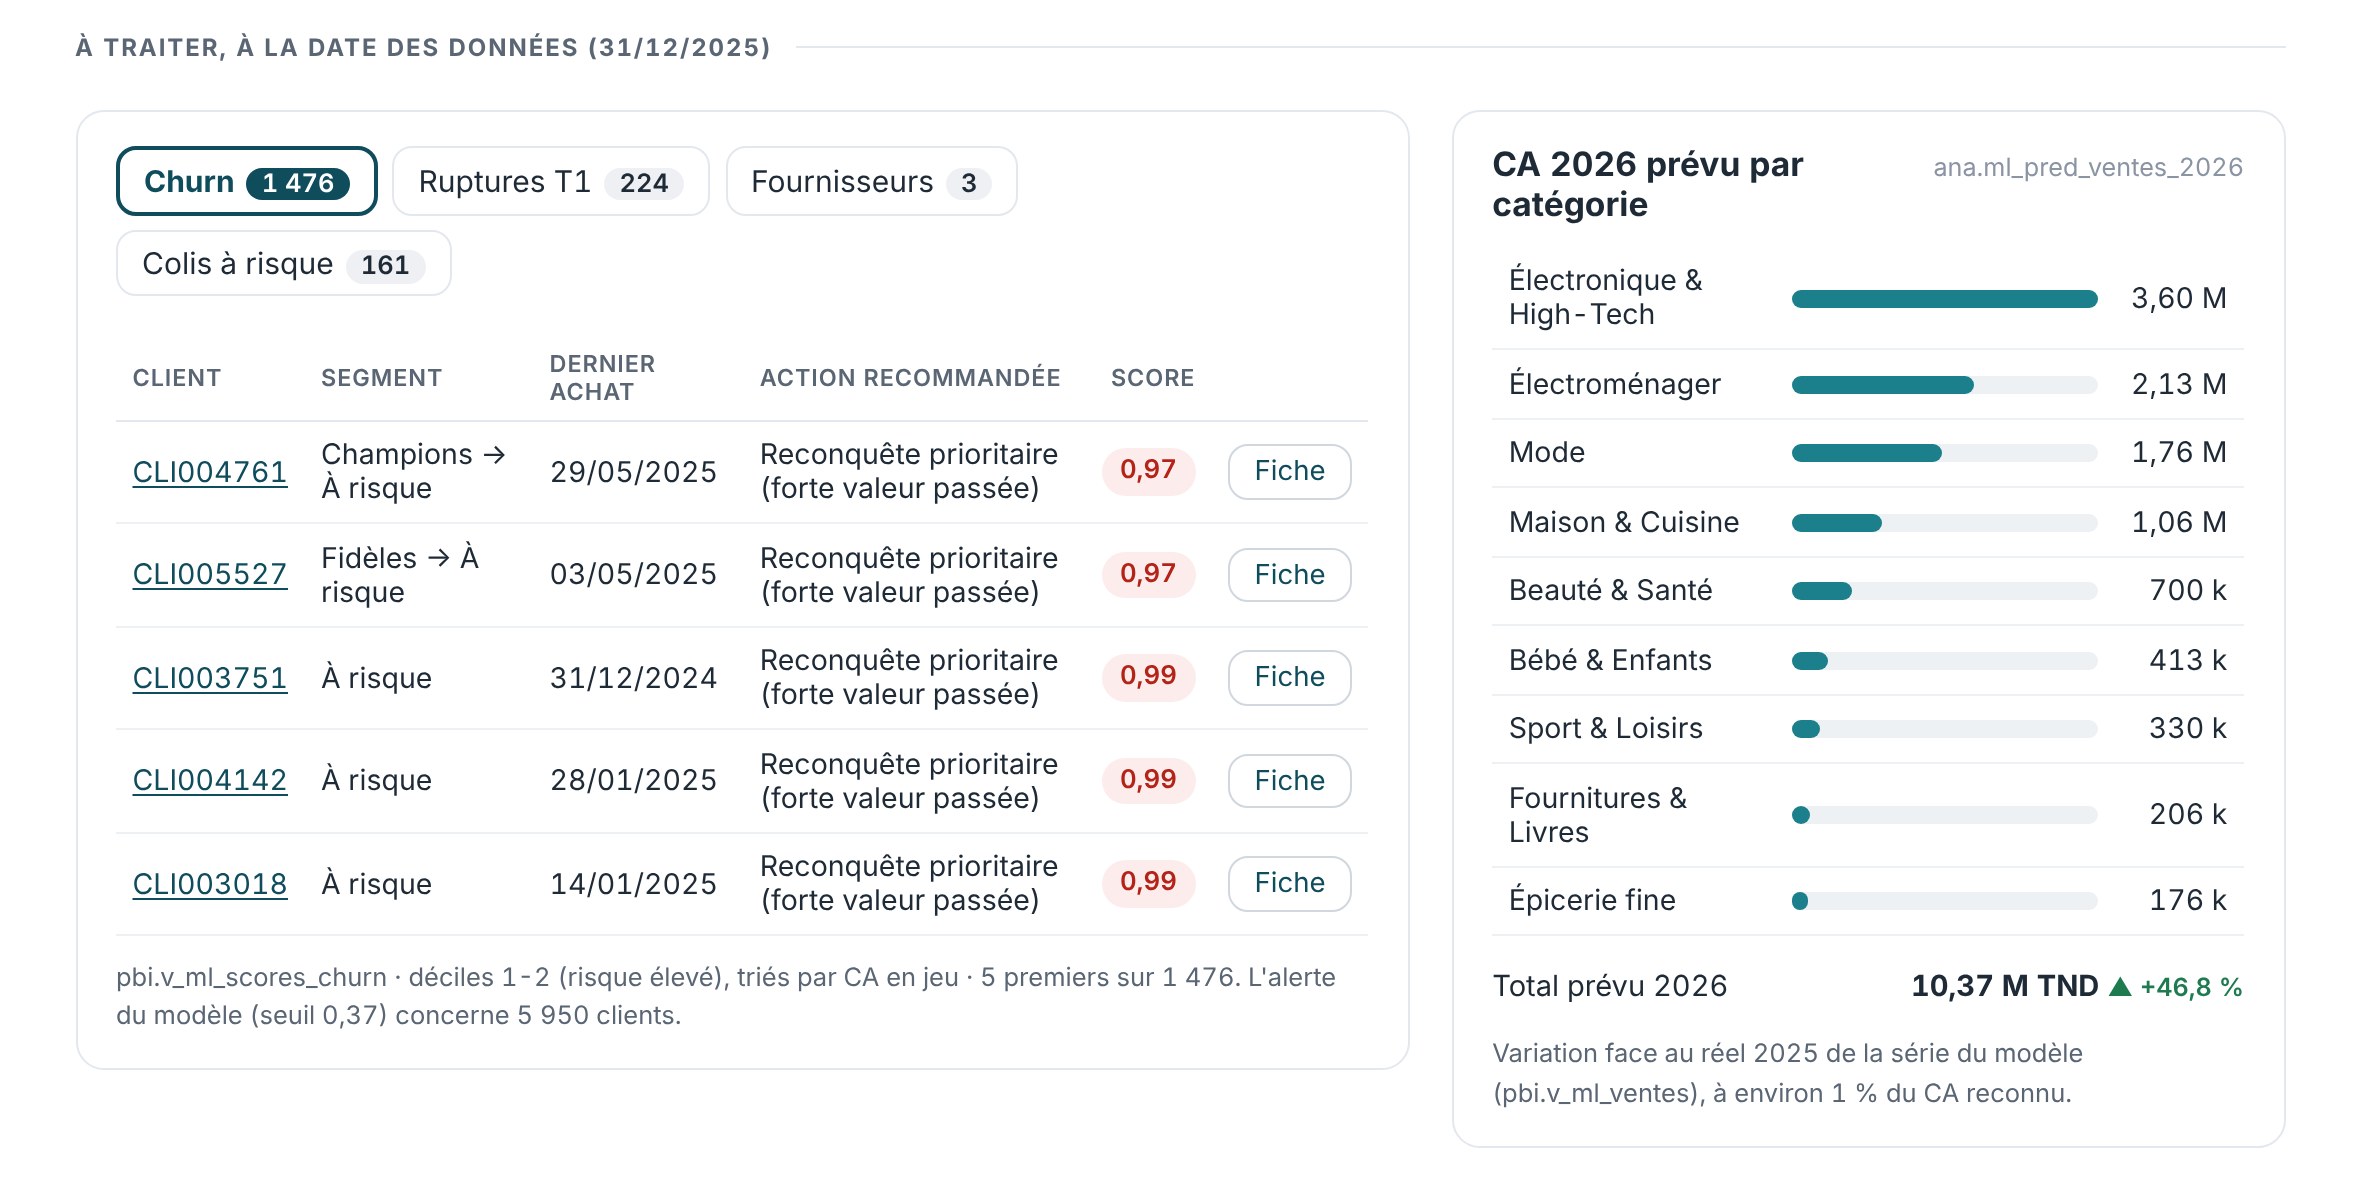 À TRAITER, À LA DATE DES DONNÉES (31/12/2025)
Churn 1 476
Ruptures T1 224
Fournisseurs 3
Colis à risque 161
CLIENT SEGMENT DERNIER ACHAT ACTION RECOMMANDÉE SCORE
CLI004761 Champions → À risque 29/05/2025 Reconquête prioritaire (forte valeur passée) 0,97 Fiche
CLI005527 Fidèles → À risque 03/05/2025 Reconquête prioritaire (forte valeur passée) 0,97 Fiche
CLI003751 À risque 31/12/2024 Reconquête prioritaire (forte valeur passée) 0,99 Fiche
CLI004142 À risque 28/01/2025 Reconquête prioritaire (forte valeur passée) 0,99 Fiche
CLI003018 À risque 14/01/2025 Reconquête prioritaire (forte valeur passée) 0,99 Fiche
pbi.v_ml_scores_churn · déciles 1-2 (risque élevé), triés par CA en jeu · 5 premiers sur 1 476. L'alerte
du modèle (seuil 0,37) concerne 5 950 clients.
CA 2026 prévu par
catégorie
ana.ml_pred_ventes_2026
Électronique &
High-Tech 3,60 M
Électroménager 2,13 M
Mode 1,76 M
Maison & Cuisine 1,06 M
Beauté & Santé 700 k
Bébé & Enfants 413 k
Sport & Loisirs 330 k
Fournitures &
Livres 206 k
Épicerie fine 176 k
Total prévu 2026 10,37 M TND ▲ +46,8 %
Variation face au réel 2025 de la série du modèle
(pbi.v_ml_ventes), à environ 1 % du CA reconnu.